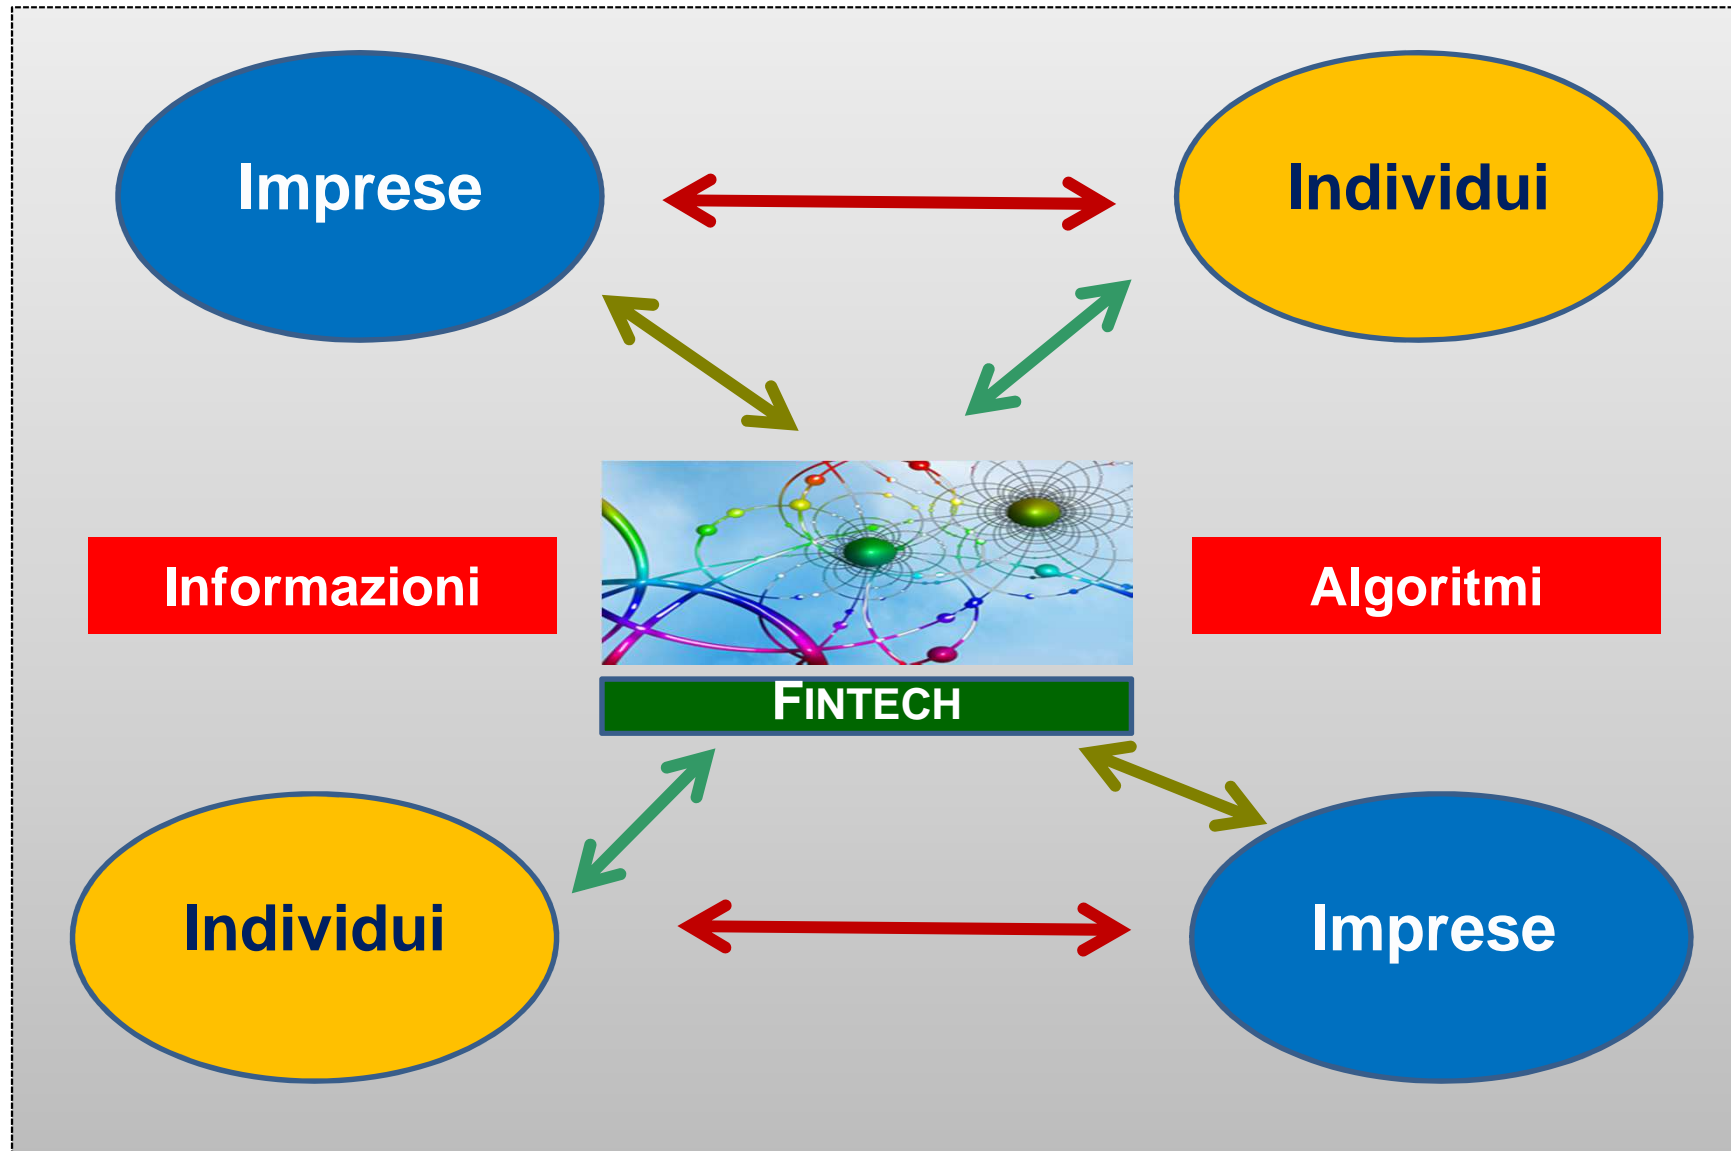 Imprese
Individui
Informazioni
Algoritmi
FINTECH
Individui
Imprese